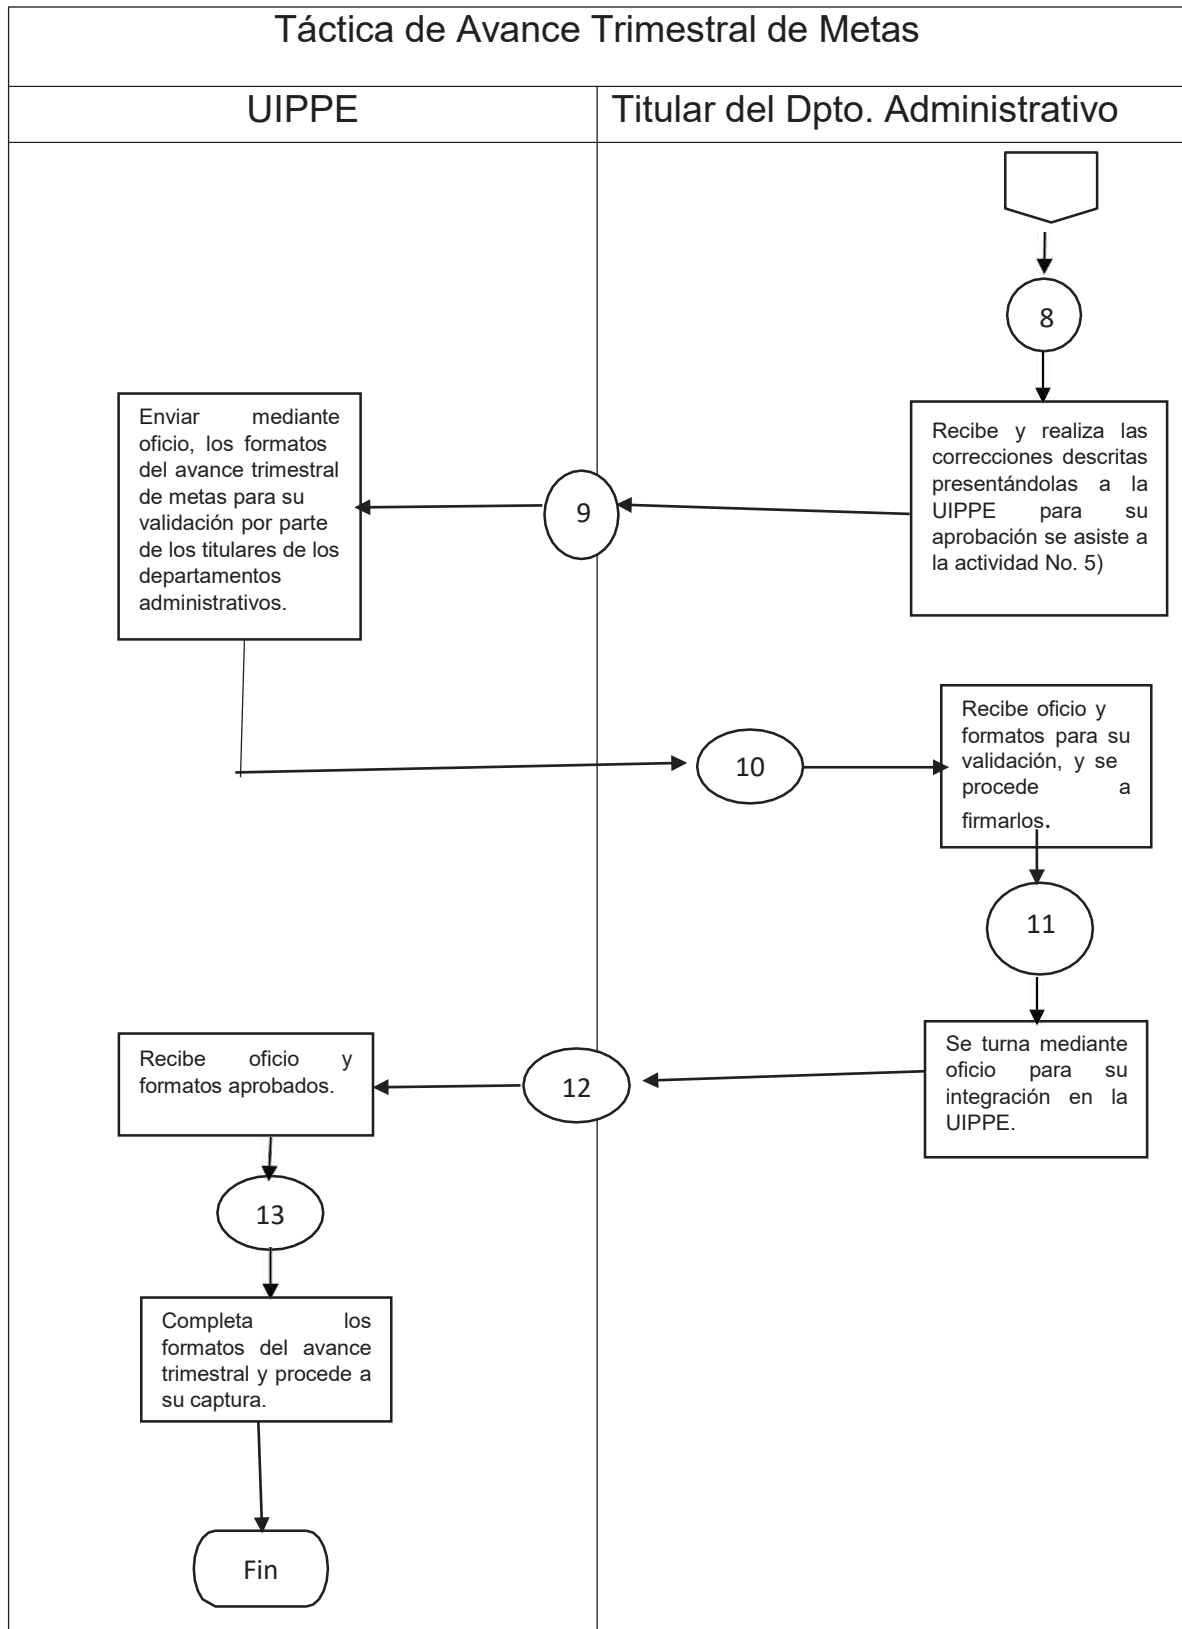 Táctica de Avance Trimestral de Metas
UIPPE
Titular del Dpto. Administrativo
8
Recibe y realiza las
correcciones descritas
presentándolas a la
UIPPE para su
aprobación se asiste a
la actividad No. 5)
9
Enviar mediante
oficio, los formatos
del avance trimestral
de metas para su
validación por parte
de los titulares de los
departamentos
administrativos.
10
Recibe oficio y
formatos para su
validación, y se
procede a
firmarlos.
11
Se turna mediante
oficio para su
integración en la
UIPPE.
12
Recibe oficio y
formatos aprobados.
13
Completa los
formatos del avance
trimestral y procede a
su captura.
Fin